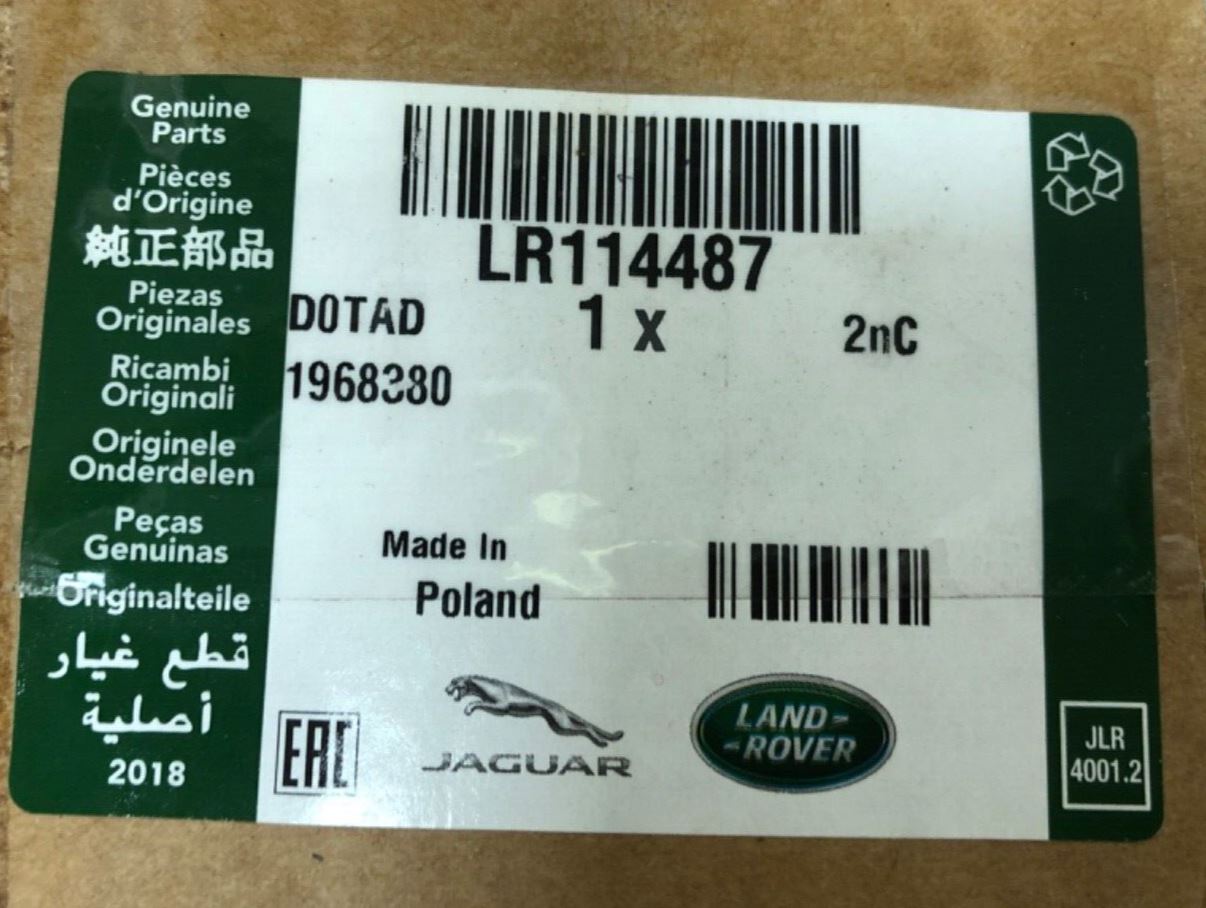 Genuine
Parts
Pièces
d'Origine
純正部品
Piezas
Originales
Ricambi
Originali
Originele
Onderdelen
Peças
Genuinas
Originalteile
قطع غيار
أصلية
2018
LR114487
D0TAD 1 x 2nC
1968380
Made In
Poland
EAC
JAGUAR
LAND-
-ROVER
JLR
4001.2